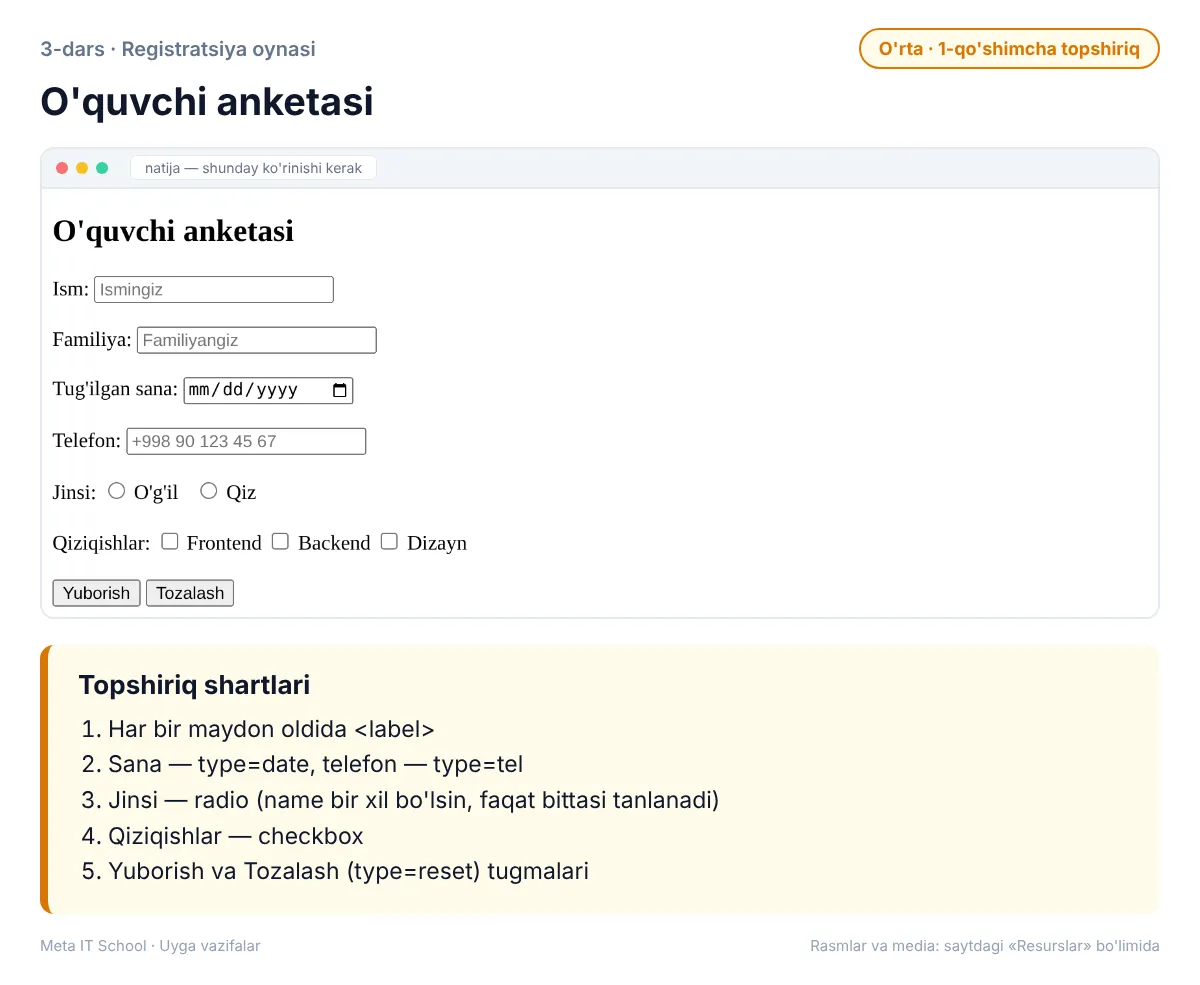 3-dars · Registratsiya oynasi
O'rta · 1-qo'shimcha topshiriq
O'quvchi anketasi
natija — shunday ko'rinishi kerak
O'quvchi anketasi
Ism: Ismingiz
Familiya: Familiyangiz
Tug'ilgan sana: mm/dd/yyyy
Telefon: +998 90 123 45 67
Jinsi: O'g'il Qiz
Qiziqishlar: Frontend Backend Dizayn
Yuborish Tozalash
Topshiriq shartlari
1. Har bir maydon oldida <label>
2. Sana — type=date, telefon — type=tel
3. Jinsi — radio (name bir xil bo'lsin, faqat bittasi tanlanadi)
4. Qiziqishlar — checkbox
5. Yuborish va Tozalash (type=reset) tugmalari
Meta IT School · Uyga vazifalar
Rasmlar va media: saytdagi «Resurslar» bo'limida